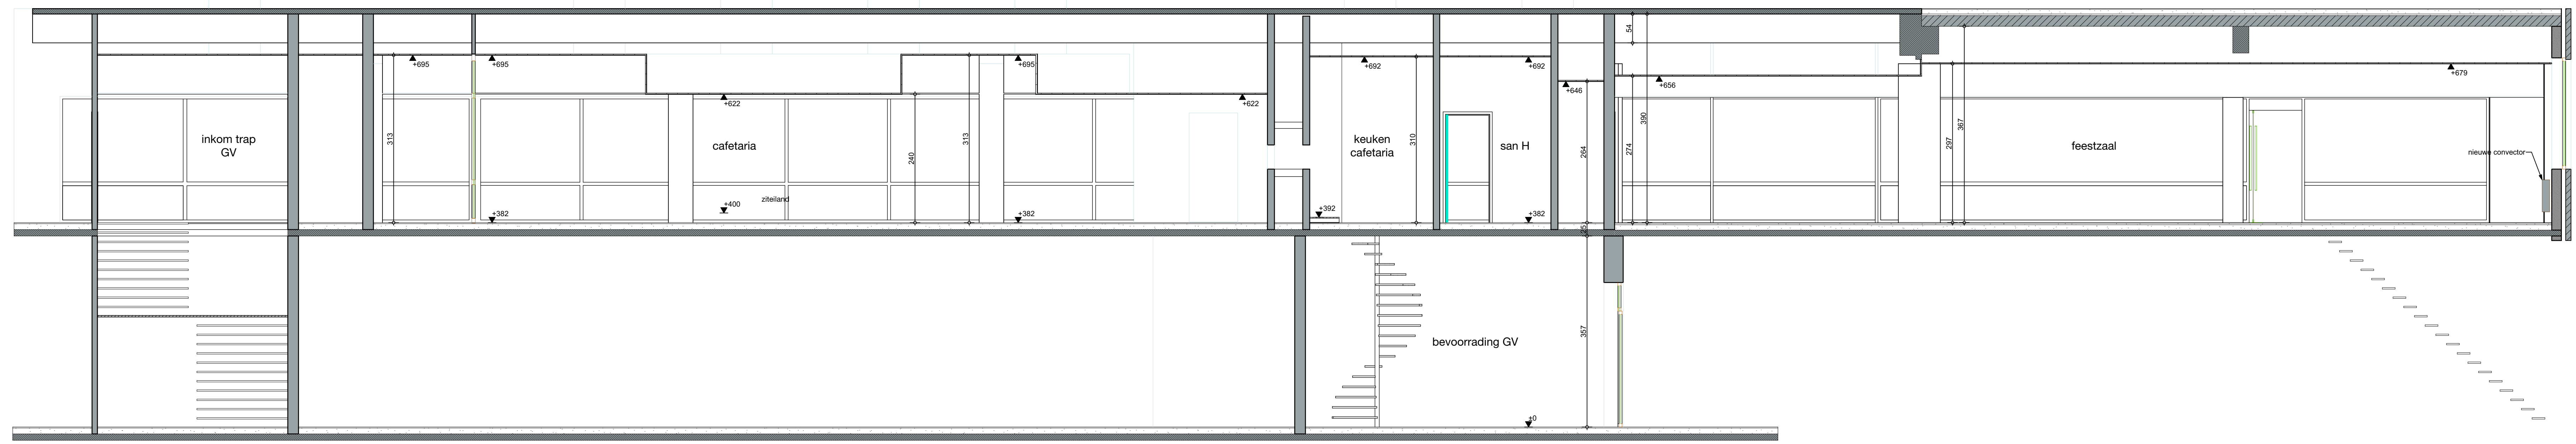 54
+695
+695
+695
+692
+692
+679
+656
+646
+622
+622
390
367
inkom trap
GV
313
cafetaria
240
313
keuken
cafetaria
310
san H
264
274
297
feestzaal
nieuwe convector
ziteiland
+400
+382
+382
+392
+382
25
357
bevoorrading GV
+0